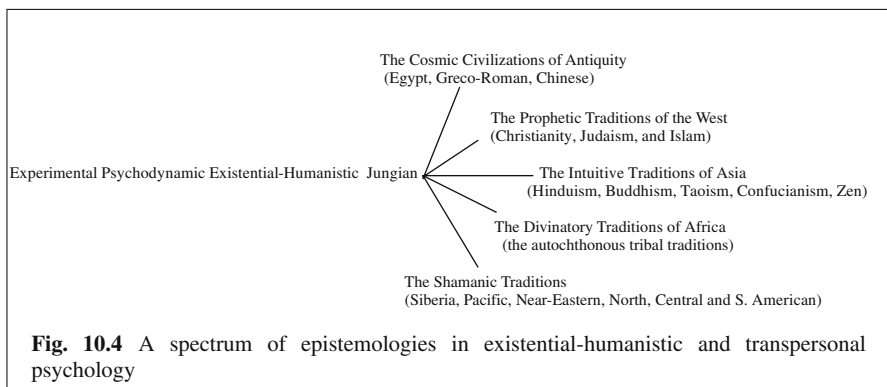 The Cosmic Civilizations of Antiquity
(Egypt, Greco-Roman, Chinese)
The Prophetic Traditions of the West
(Christianity, Judaism, and Islam)
Experimental Psychodynamic Existential-Humanistic Jungian
The Intuitive Traditions of Asia
(Hinduism, Buddhism, Taoism, Confucianism, Zen)
The Divinatory Traditions of Africa
(the autochthonous tribal traditions)
The Shamanic Traditions
(Siberia, Pacific, Near-Eastern, North, Central and S. American)
Fig. 10.4 A spectrum of epistemologies in existential-humanistic and transpersonal
psychology